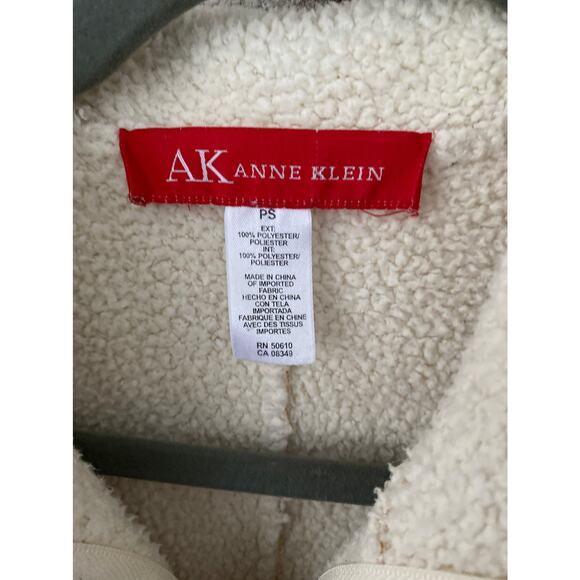 AK ANNE KLEIN
PS
EXT:
100% POLYESTER/
POLIESTER
INT:
100% POLYESTER/
POLIESTER
MADE IN CHINA
OF IMPORTED
FABRIC
HECHO EN CHINA
CON TELA
IMPORTADA
FABRIQUE EN CHINE
AVEC DES TISSUS
IMPORTES
RN 50610
CA 08349